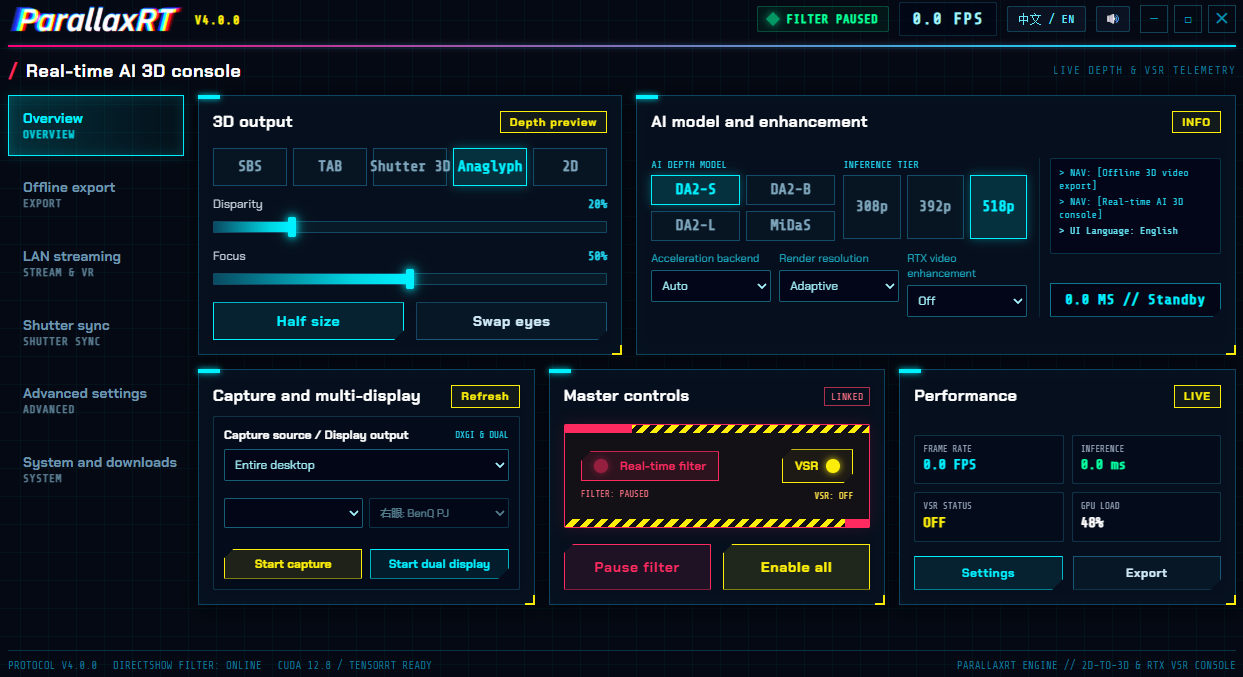 ParallaxRT V4.0.0
FILTER PAUSED
0.0 FPS
中文 / EN
/ Real-time AI 3D console
LIVE DEPTH & VSR TELEMETRY
Overview
OVERVIEW
Offline export
EXPORT
LAN streaming
STREAM & VR
Shutter sync
SHUTTER SYNC
Advanced settings
ADVANCED
System and downloads
SYSTEM
3D output
Depth preview
SBS TAB Shutter 3D Anaglyph 2D
Disparity 20%
Focus 50%
Half size Swap eyes
AI model and enhancement
INFO
AI DEPTH MODEL
DA2-S DA2-B
DA2-L MiDaS
INFERENCE TIER
308p 392p 518p
Acceleration backend
Auto
Render resolution
Adaptive
RTX video
enhancement
Off
> NAV: [Offline 3D video
export]
> NAV: [Real-time AI 3D
console]
> UI Language: English
0.0 MS // Standby
Capture and multi-display
Refresh
Capture source / Display output DXGI & DUAL
Entire desktop
右眼: BenQ PJ
Start capture Start dual display
Master controls
LINKED
Real-time filter
FILTER: PAUSED
VSR
VSR: OFF
Pause filter Enable all
Performance
LIVE
FRAME RATE
0.0 FPS
INFERENCE
0.0 ms
VSR STATUS
OFF
GPU LOAD
48%
Settings Export
PROTOCOL V4.0.0 DIRECTSHOW FILTER: ONLINE CUDA 12.8 / TENSORRT READY
PARALLAXRT ENGINE // 2D-TO-3D & RTX VSR CONSOLE